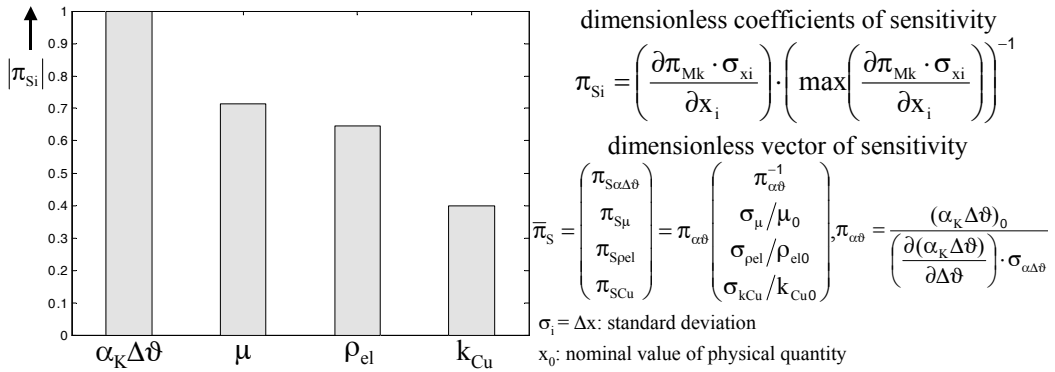 1
0.9
0.8
0.7
0.6
0.5
0.4
0.3
0.2
0.1
0
|π_Si|
α_KΔϑ μ ρ_el k_Cu
dimensionless coefficients of sensitivity
π_Si = (∂π_Mk · σ_xi / ∂x_i) · (max(∂π_Mk · σ_xi / ∂x_i))^-1
dimensionless vector of sensitivity
π̅_S = (π_SαΔϑ π_Sμ π_Sρel π_SCu) = π_αϑ (π_αϑ^-1 σ_μ/μ_0 σ_ρel/ρ_el0 σ_kCu/k_Cu0), π_αϑ = (α_KΔϑ)_0 / ((∂(α_KΔϑ)/∂Δϑ) · σ_αΔϑ)
σ_i = Δx: standard deviation
x_0: nominal value of physical quantity